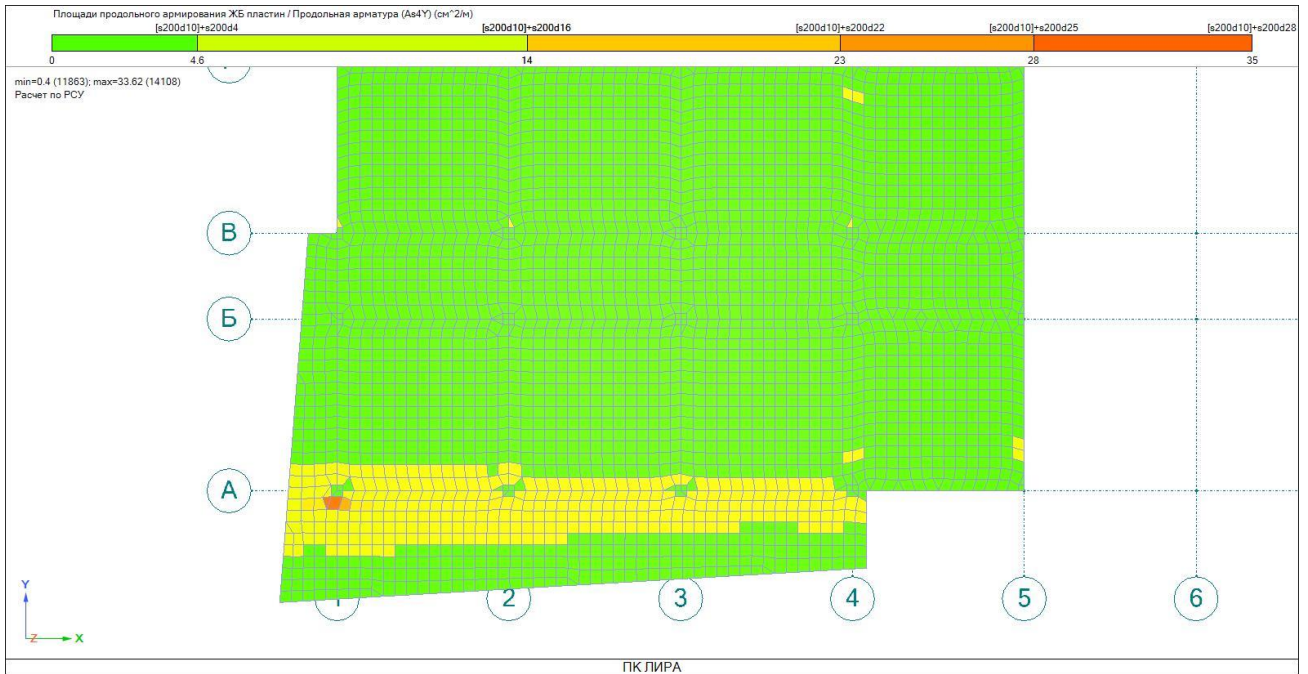 Площади продольного армирования ЖБ пластин / Продольная арматура (As4Y) (см^2/м)
[s200d10]+s200d4 [s200d10]+s200d16 [s200d10]+s200d22 [s200d10]+s200d25 [s200d10]+s200d28
0 4.6 14 23 28 35
min=0.4 (11863); max=33.62 (14108)
Расчет по РСУ
В
Б
А
Y
Z X
1 2 3 4 5 6
ПК ЛИРА